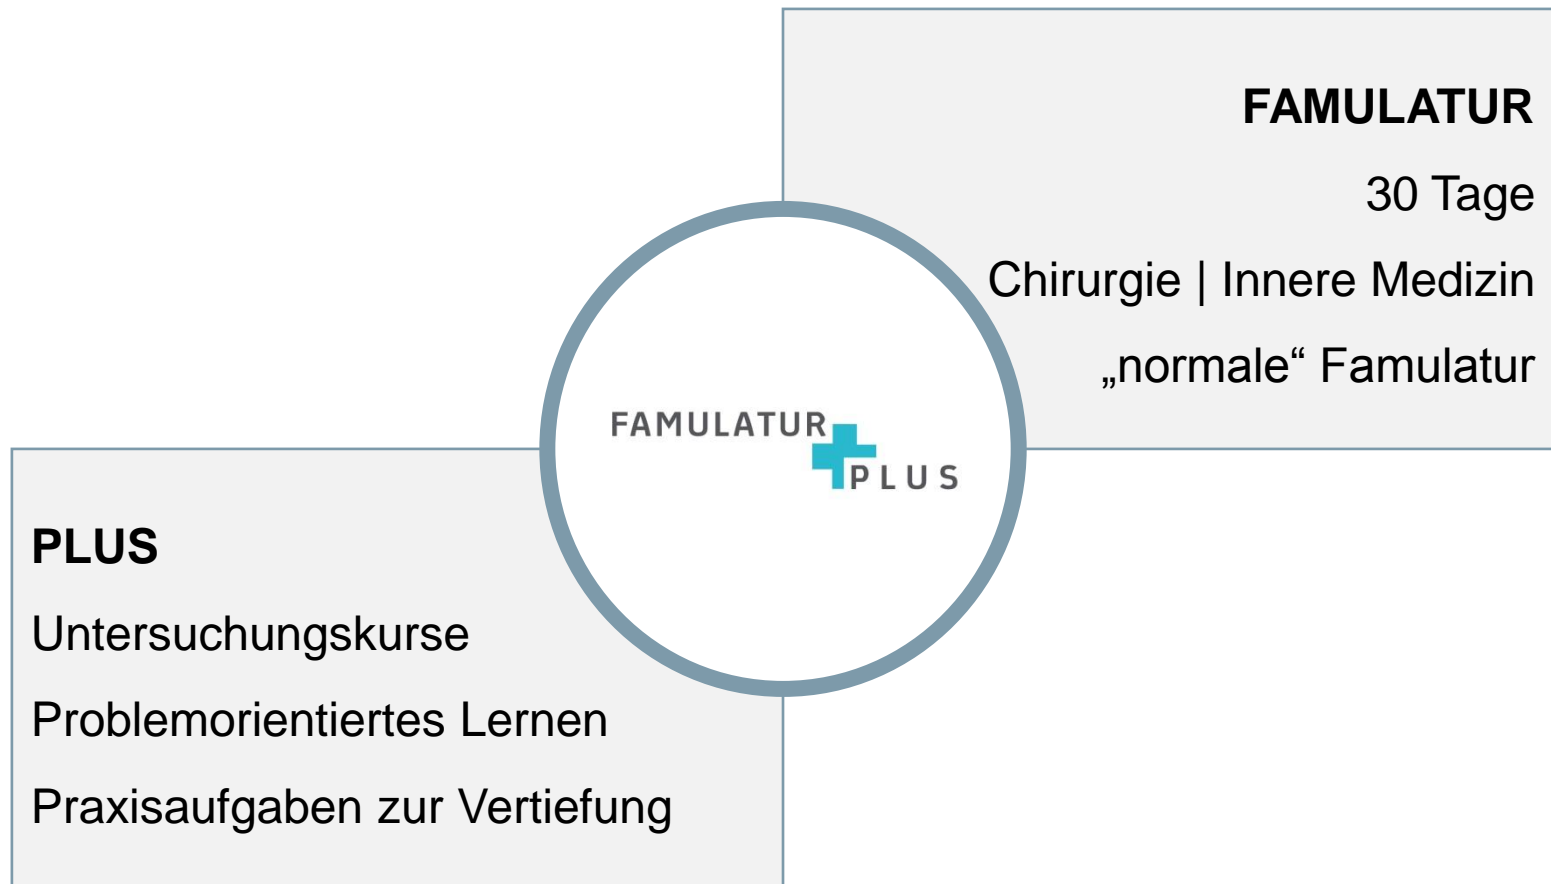 FAMULATUR
30 Tage
Chirurgie | Innere Medizin
„normale“ Famulatur
FAMULATUR
PLUS
PLUS
Untersuchungskurse
Problemorientiertes Lernen
Praxisaufgaben zur Vertiefung